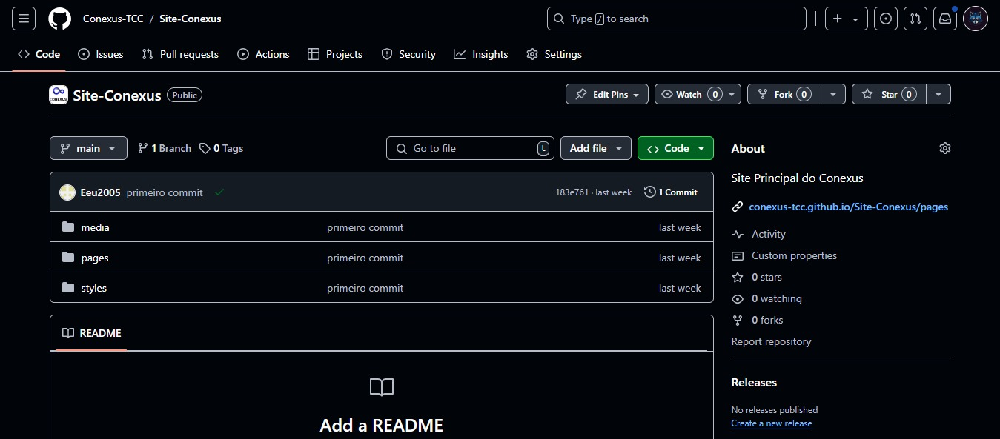 Conexus-TCC / Site-Conexus
Type / to search
Code Issues Pull requests Actions Projects Security Insights Settings
CONEXUS Site-Conexus Public
Edit Pins Watch 0 Fork 0 Star 0
main 1 Branch 0 Tags Go to file t Add file Code
Eeu2005 primeiro commit 183e761 · last week 1 Commit
media primeiro commit last week
pages primeiro commit last week
styles primeiro commit last week
README
Add a README
About
Site Principal do Conexus
conexus-tcc.github.io/Site-Conexus/pages
Activity
Custom properties
0 stars
0 watching
0 forks
Report repository
Releases
No releases published
Create a new release